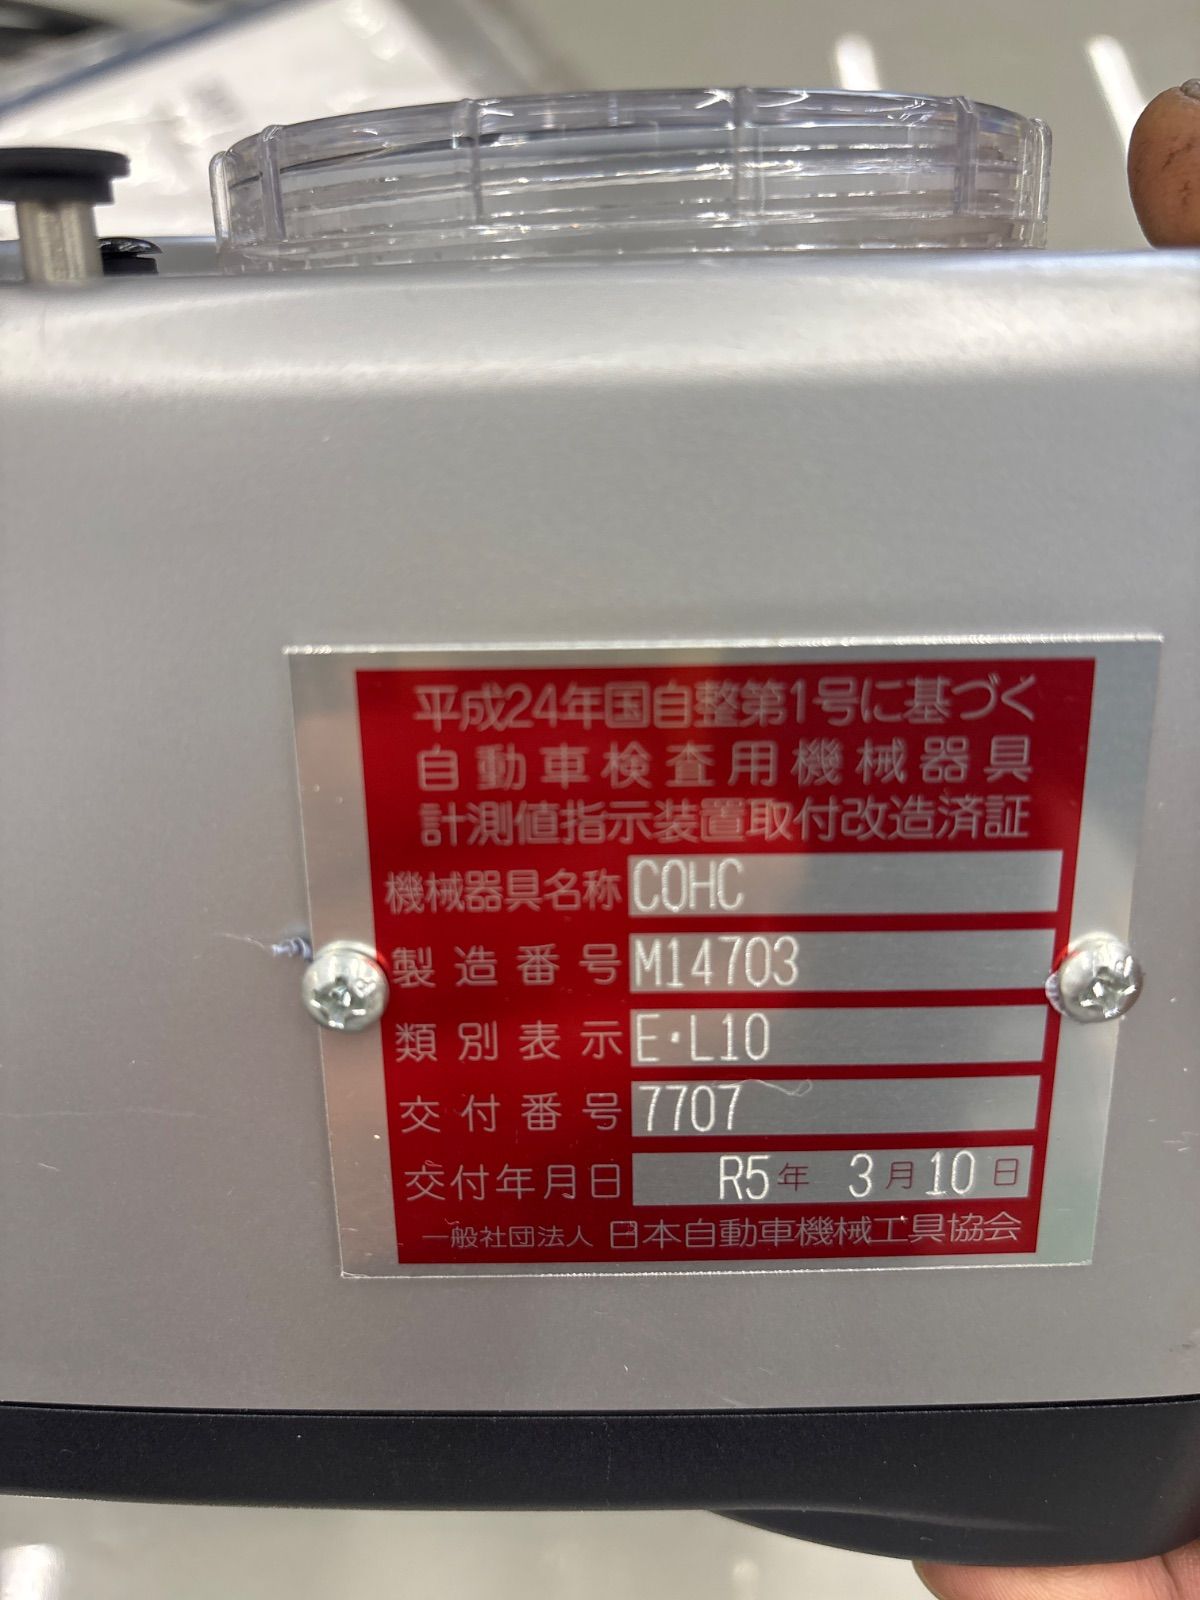 平成24年国自整第1号に基づく
自動車検査用機械器具
計測値指示装置取付改造済証
機械器具名称 COHC
製造番号 M14703
類別表示 E・L10
交付番号 7707
交付年月日 R5年 3月10日
一般社団法人 日本自動車機械工具協会